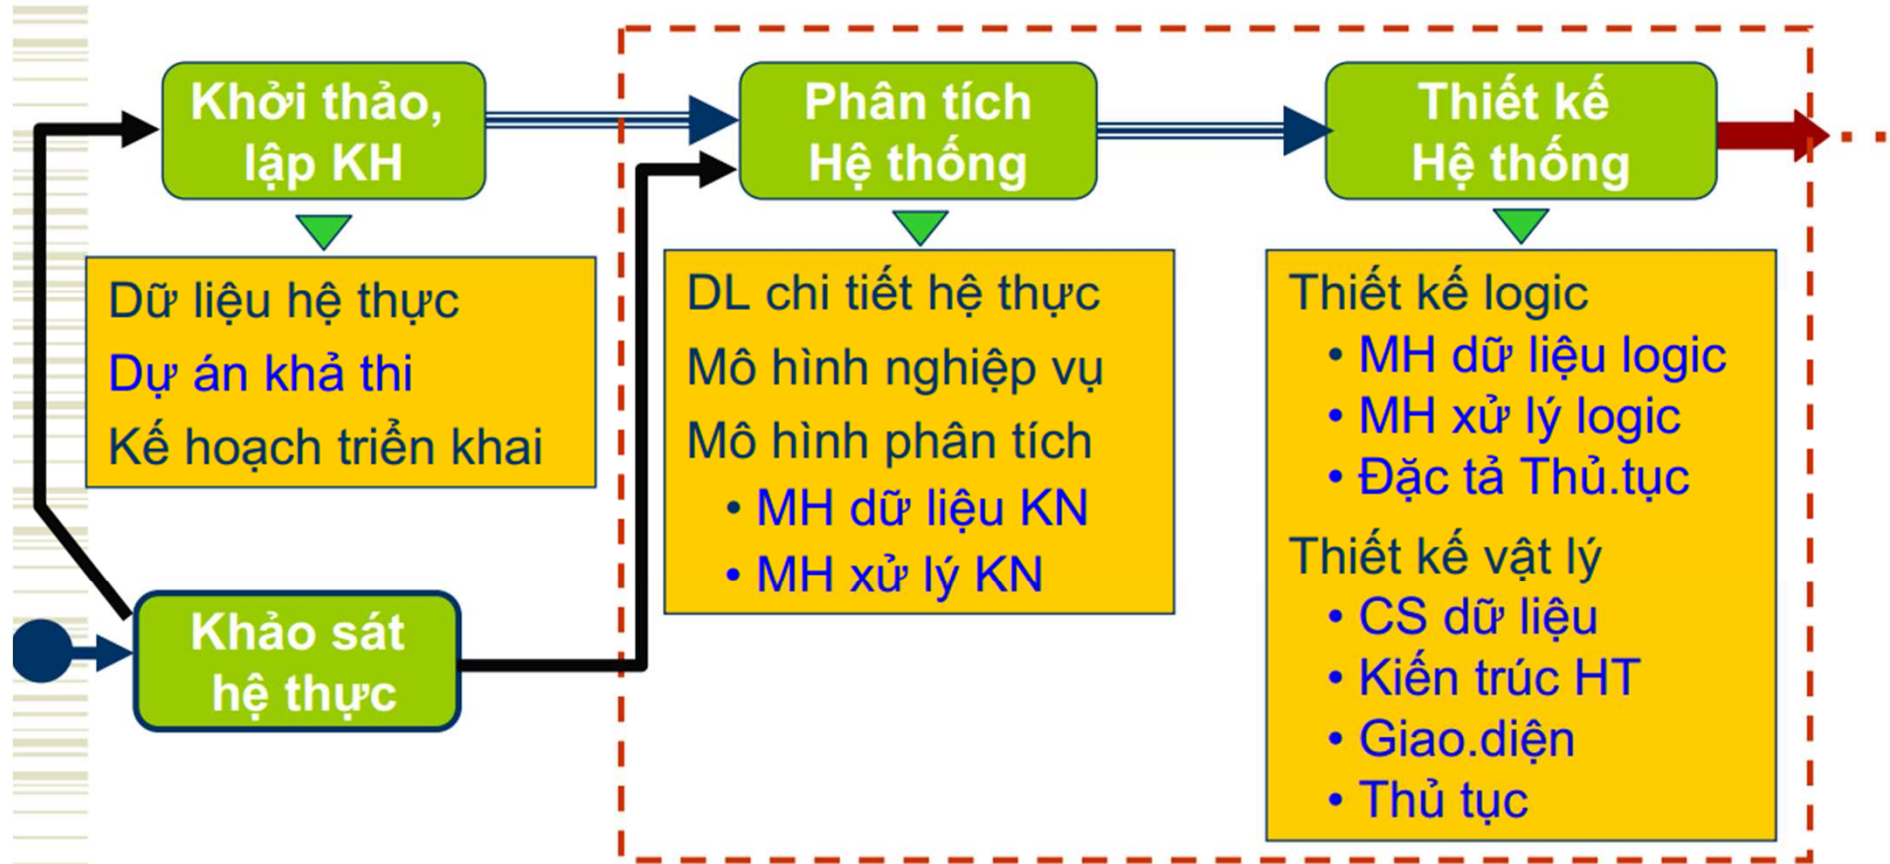 Khởi thảo,
lập KH
Phân tích
Hệ thống
Thiết kế
Hệ thống
Dữ liệu hệ thực
Dự án khả thi
Kế hoạch triển khai
DL chi tiết hệ thực
Mô hình nghiệp vụ
Mô hình phân tích
• MH dữ liệu KN
• MH xử lý KN
Thiết kế logic
• MH dữ liệu logic
• MH xử lý logic
• Đặc tả Thủ.tục
Thiết kế vật lý
• CS dữ liệu
• Kiến trúc HT
• Giao.diện
• Thủ tục
Khảo sát
hệ thực